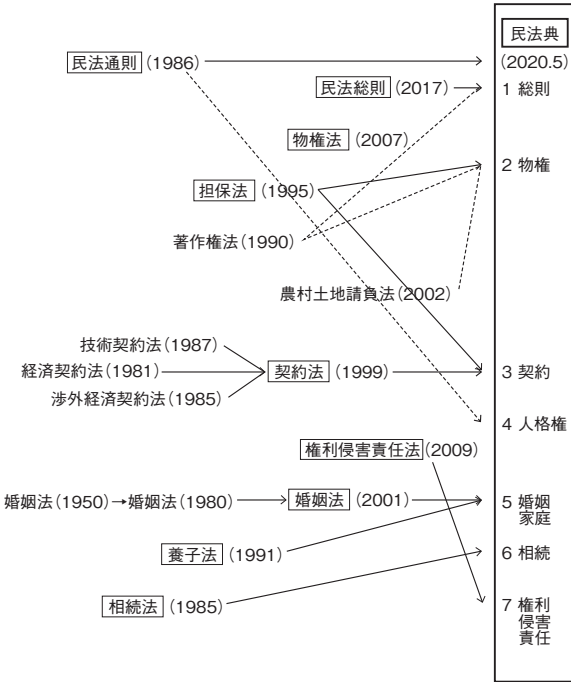 民法典
民法通則 (1986)
(2020.5)
民法総則 (2017)
1 総則
物権法 (2007)
2 物権
担保法 (1995)
著作権法(1990)
農村土地請負法(2002)
技術契約法(1987)
経済契約法(1981)
契約法 (1999)
3 契約
渉外経済契約法(1985)
4 人格権
権利侵害責任法(2009)
婚姻法(1950)→婚姻法(1980)
婚姻法 (2001)
5 婚姻
家庭
養子法 (1991)
6 相続
相続法 (1985)
7 権利
侵害
責任